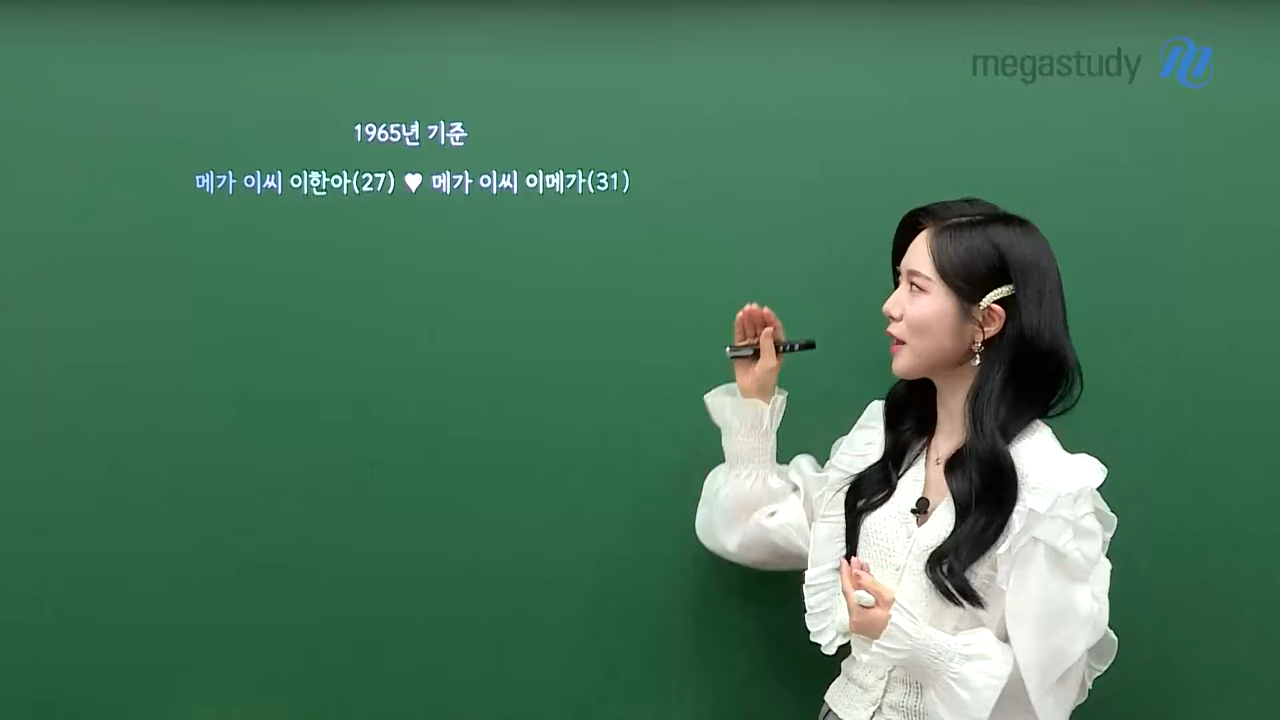 megastudy
1965년 기준
메가 이씨 이한아(27) ♥ 메가 이씨 이메가(31)